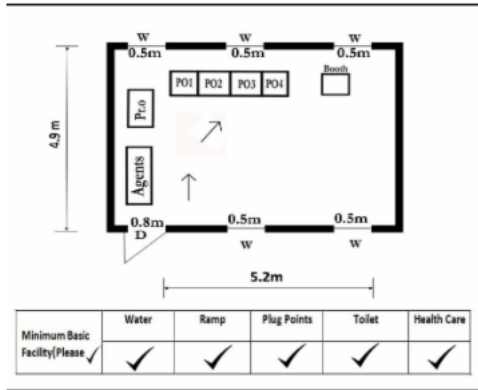 W W W
0.5m 0.5m 0.5m
Booth
PO1 PO2 PO3 PO4
Pr.o
4.9 m
Agents
0.8m 0.5m 0.5m
D W W
5.2m
Water Ramp Plug Points Toilet Health Care
Minimum Basic
Facility(Please ✓ ✓ ✓ ✓ ✓ ✓